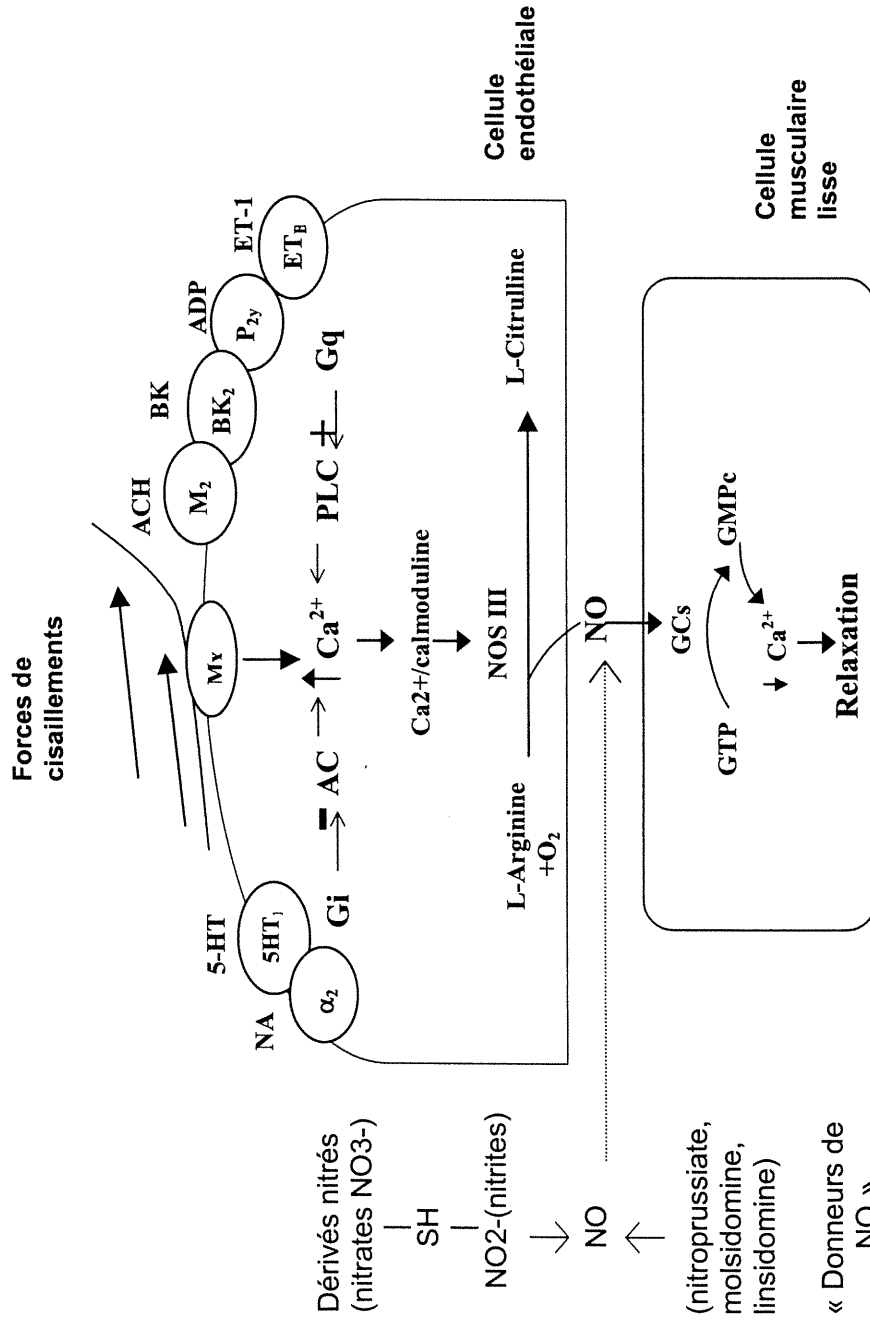 Forces de
cisaillements
NA
5-HT
ACH
BK
ADP
ET-1
α₂
5HT₁
Mx
M₂
BK₂
P₂y
ET_B
Gi
AC
Ca²⁺
PLC
Gq
Ca2+/calmoduline
NOS III
L-Arginine
+O₂
L-Citrulline
NO
Cellule
endothéliale
Dérivés nitrés
(nitrates NO3-)
SH
NO2-(nitrites)
NO
(nitroprussiate,
molsidomine,
linsidomine)
« Donneurs de
NO »
GCs
GTP
GMPc
Ca²⁺
Relaxation
Cellule
musculaire
lisse